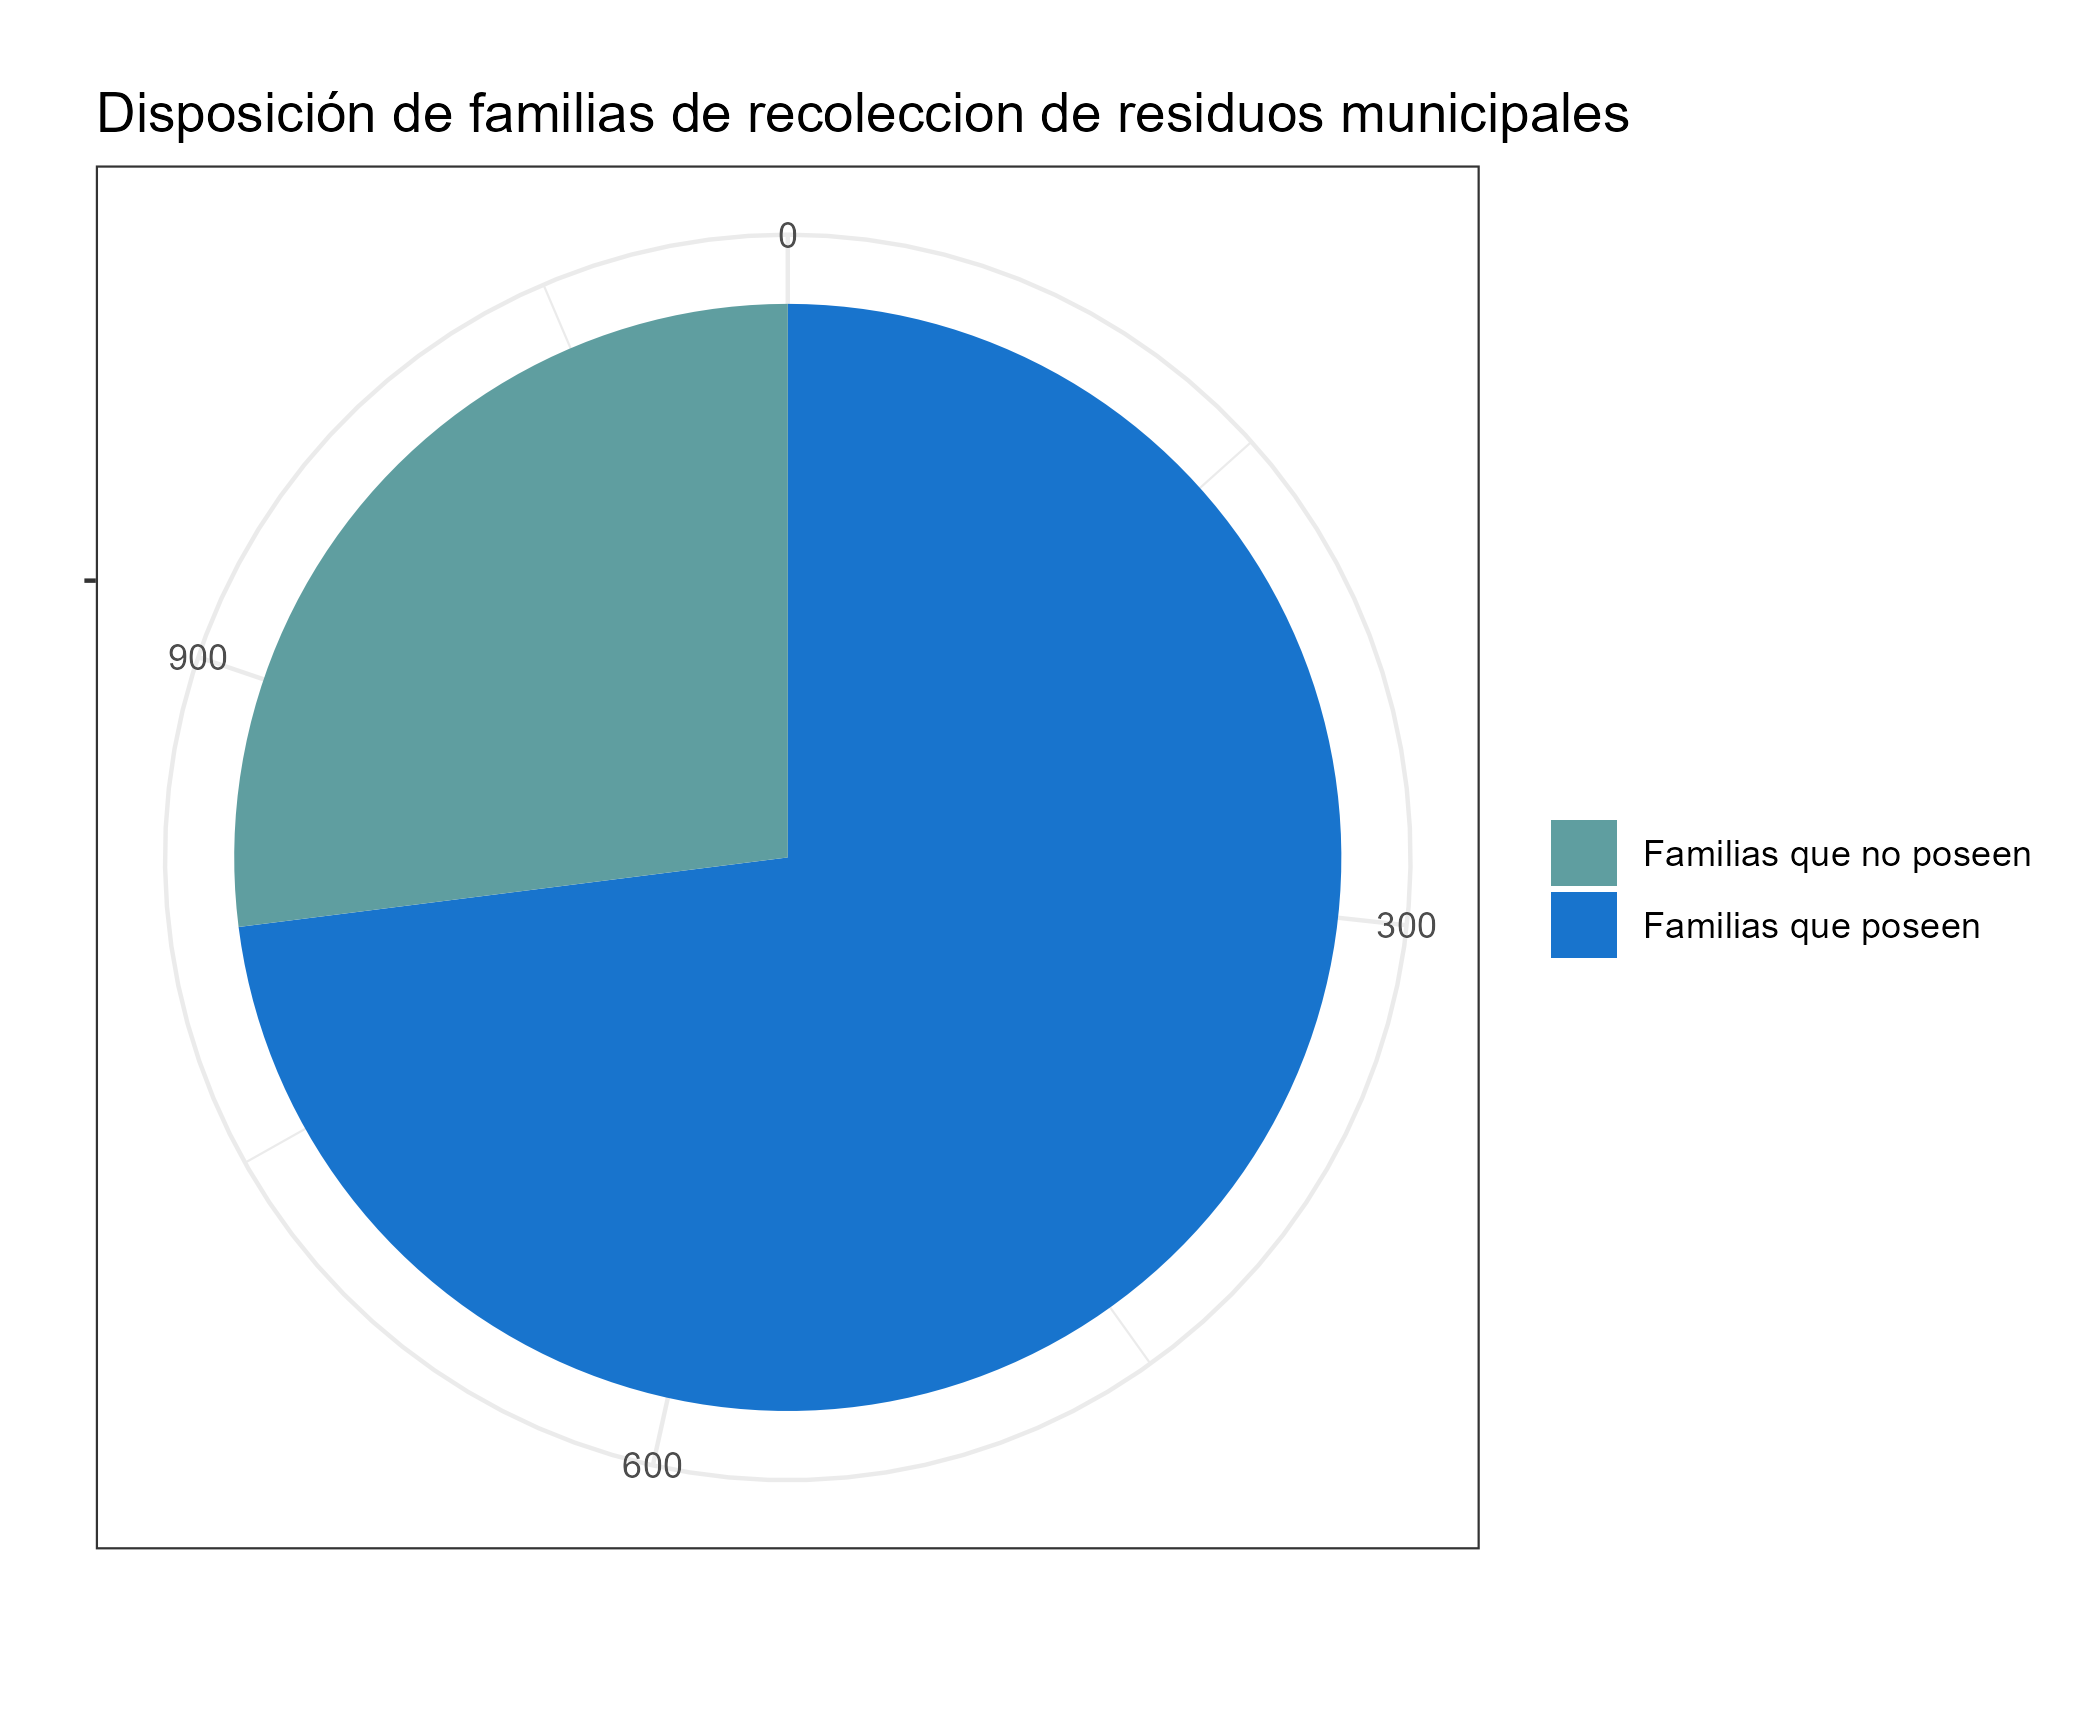 Disposición de familias de recoleccion de residuos municipales
0
900
300
600
Familias que no poseen
Familias que poseen